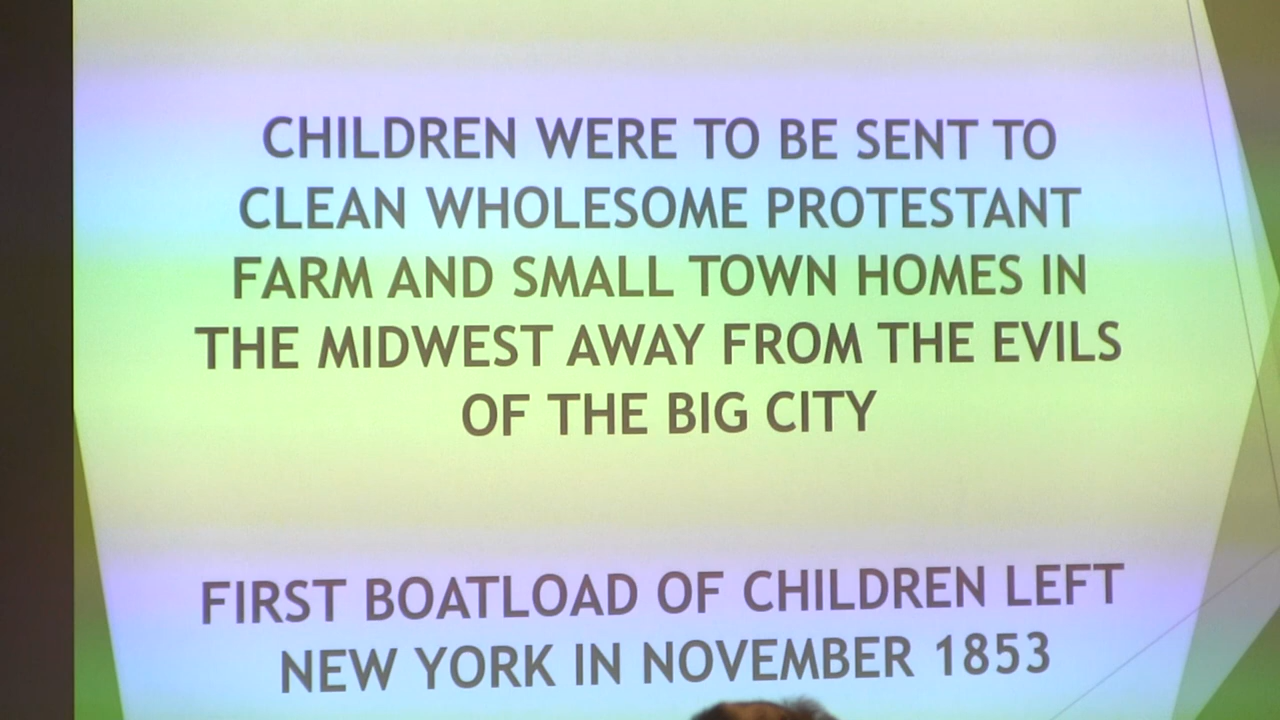 CHILDREN WERE TO BE SENT TO
CLEAN WHOLESOME PROTESTANT
FARM AND SMALL TOWN HOMES IN
THE MIDWEST AWAY FROM THE EVILS
OF THE BIG CITY
FIRST BOATLOAD OF CHILDREN LEFT
NEW YORK IN NOVEMBER 1853